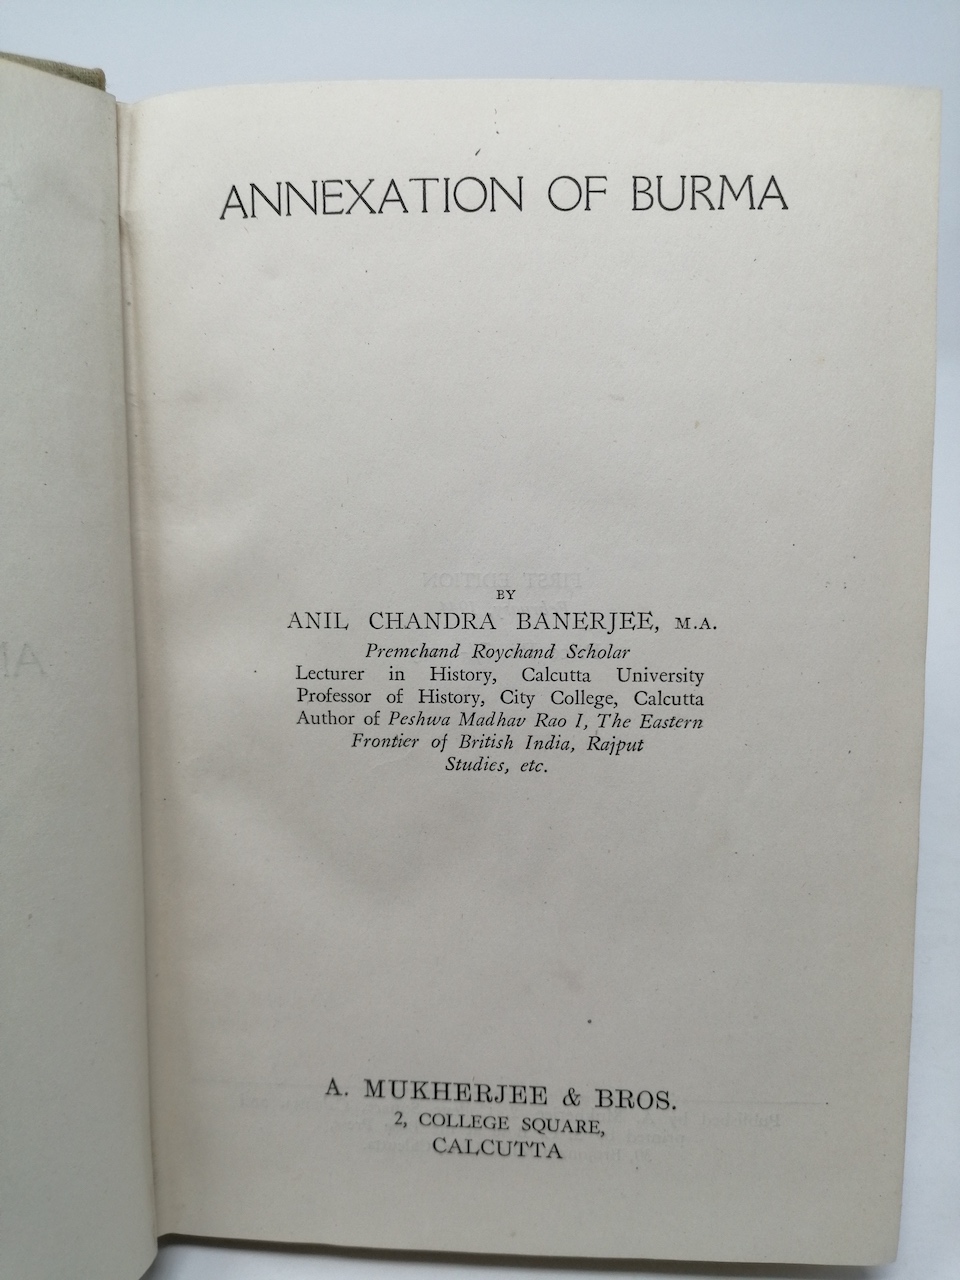 ANNEXATION OF BURMA
BY
ANIL CHANDRA BANERJEE, M.A.
Premchand Roychand Scholar
Lecturer in History, Calcutta University
Professor of History, City College, Calcutta
Author of Peshwa Madhav Rao I, The Eastern
Frontier of British India, Rajput
Studies, etc.
A. MUKHERJEE & BROS.
2, COLLEGE SQUARE,
CALCUTTA